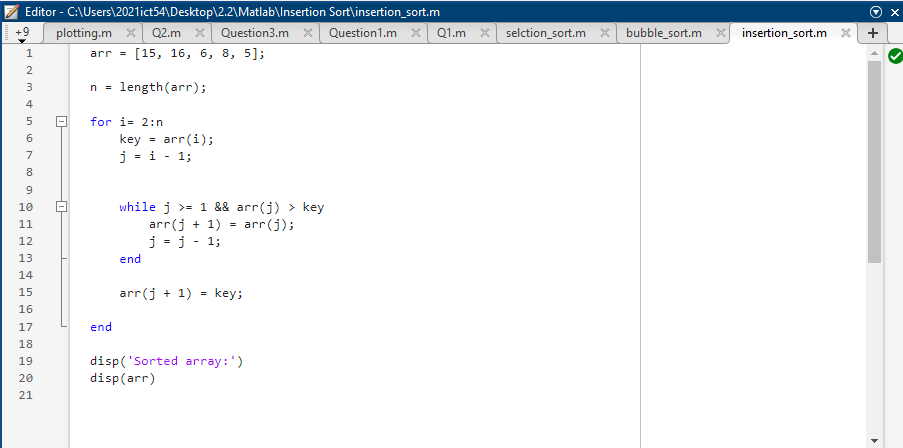 Editor - C:\Users\2021ict54\Desktop\2.2\Matlab\Insertion Sort\insertion_sort.m
+9 plotting.m Q2.m Question3.m Question1.m Q1.m selction_sort.m bubble_sort.m insertion_sort.m +
1 arr = [15, 16, 6, 8, 5];
2
3 n = length(arr);
4
5 for i= 2:n
6 key = arr(i);
7 j = i - 1;
8
9
10 while j >= 1 && arr(j) > key
11 arr(j + 1) = arr(j);
12 j = j - 1;
13 end
14
15 arr(j + 1) = key;
16
17 end
18
19 disp('Sorted array:')
20 disp(arr)
21